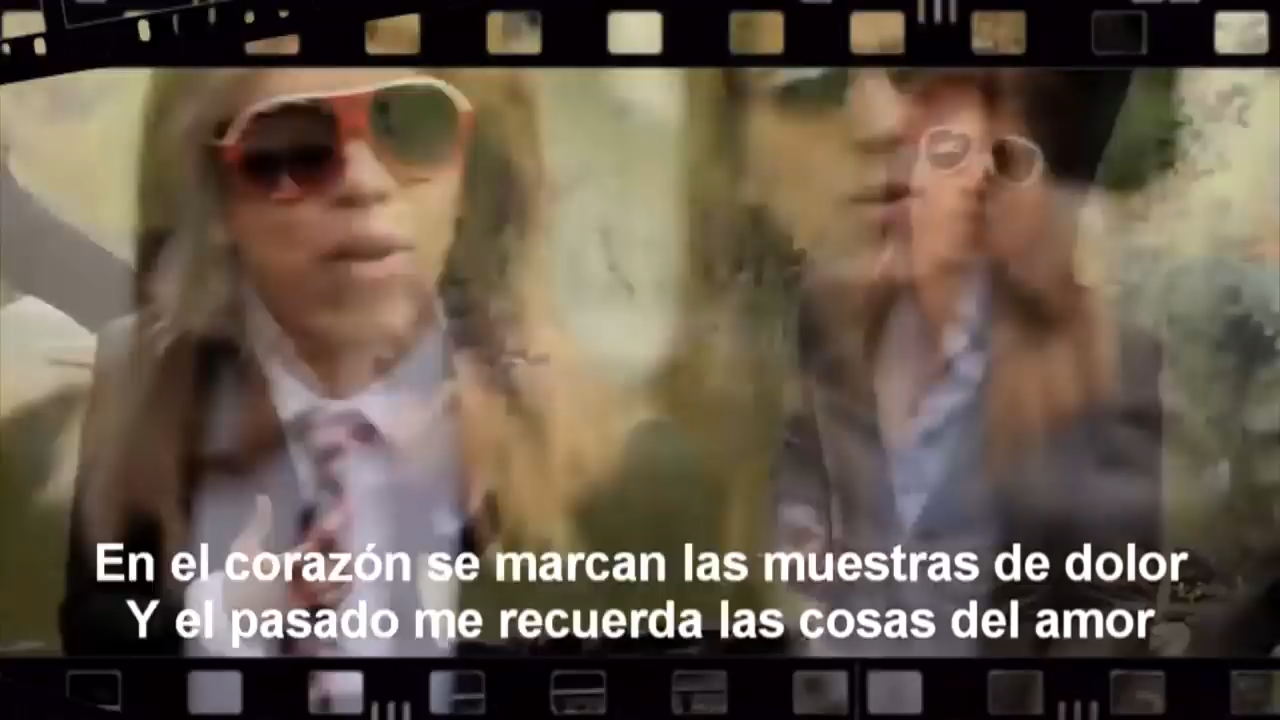 En el corazón se marcan las muestras de dolor
Y el pasado me recuerda las cosas del amor